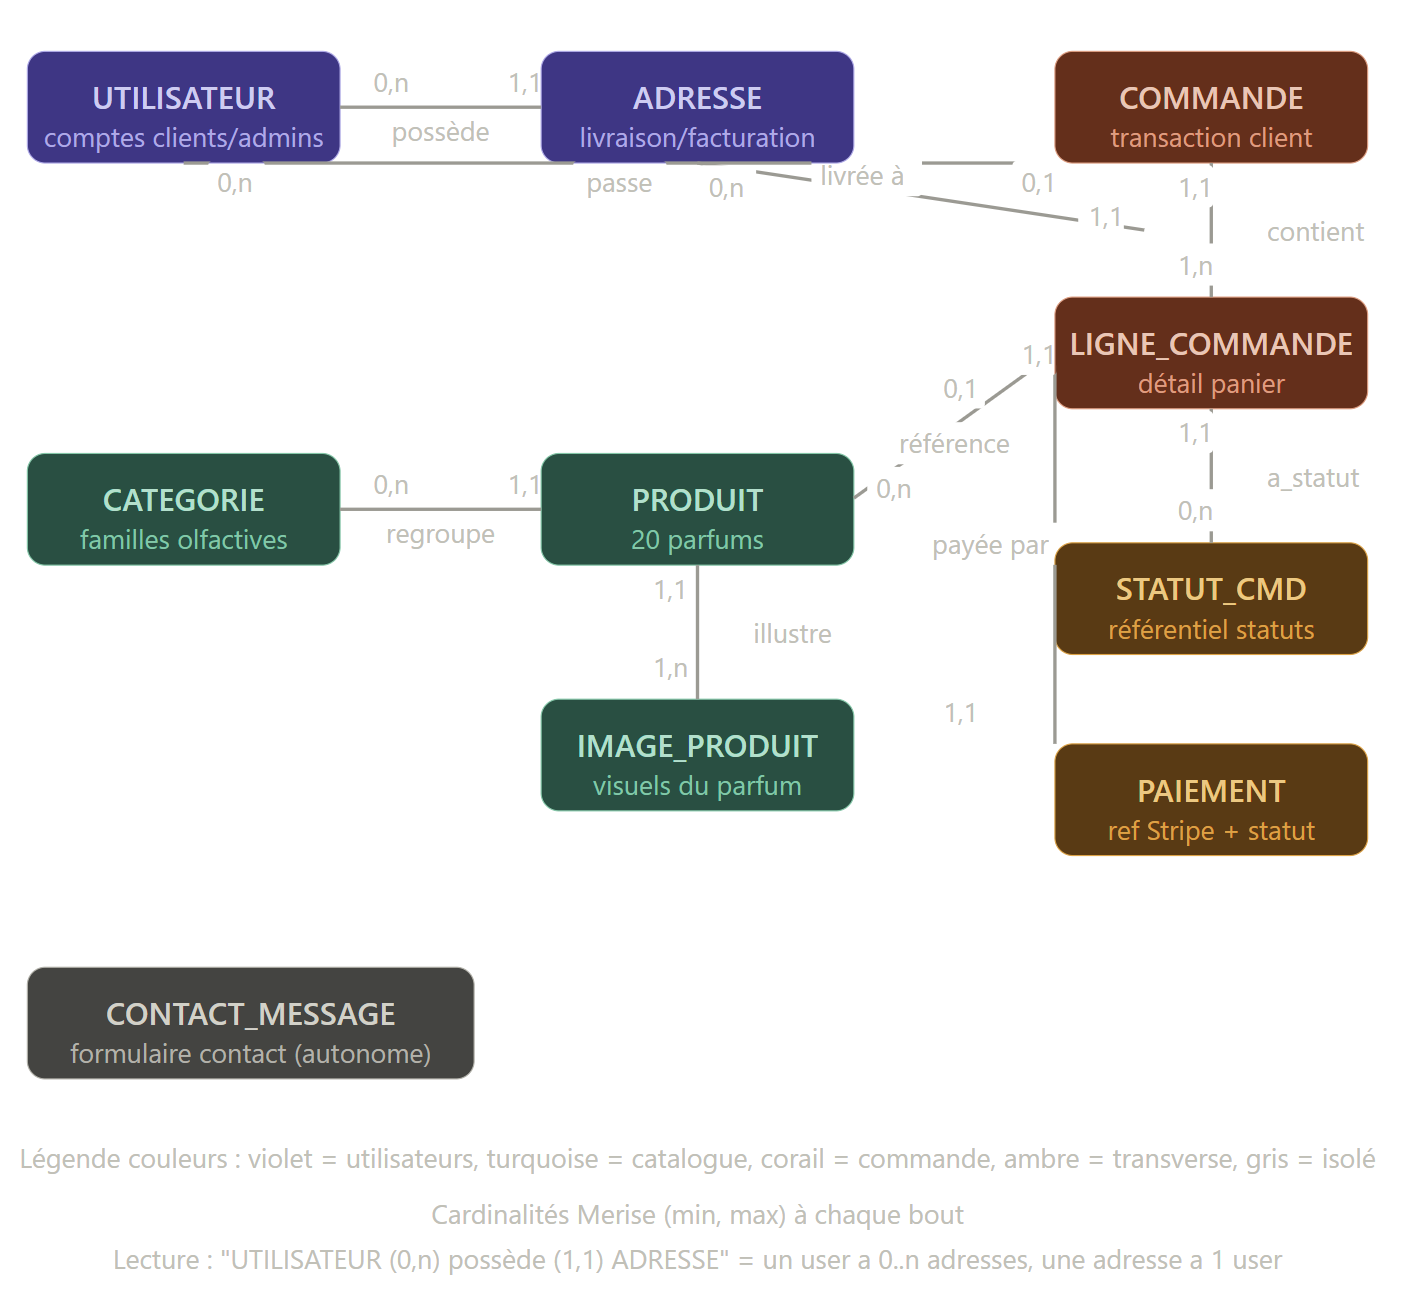 UTILISATEUR
comptes clients/admins
0,n
1,1
possède
ADRESSE
livraison/facturation
COMMANDE
transaction client
0,n
passe
0,n
livrée à
0,1
1,1
1,1
contient
1,n
LIGNE_COMMANDE
détail panier
1,1
0,1
référence
0,n
1,1
a_statut
0,n
CATEGORIE
familles olfactives
0,n
1,1
regroupe
PRODUIT
20 parfums
payée par
STATUT_CMD
référentiel statuts
1,1
illustre
1,n
IMAGE_PRODUIT
visuels du parfum
1,1
PAIEMENT
ref Stripe + statut
CONTACT_MESSAGE
formulaire contact (autonome)
Légende couleurs : violet = utilisateurs, turquoise = catalogue, corail = commande, ambre = transverse, gris = isolé
Cardinalités Merise (min, max) à chaque bout
Lecture : "UTILISATEUR (0,n) possède (1,1) ADRESSE" = un user a 0..n adresses, une adresse a 1 user